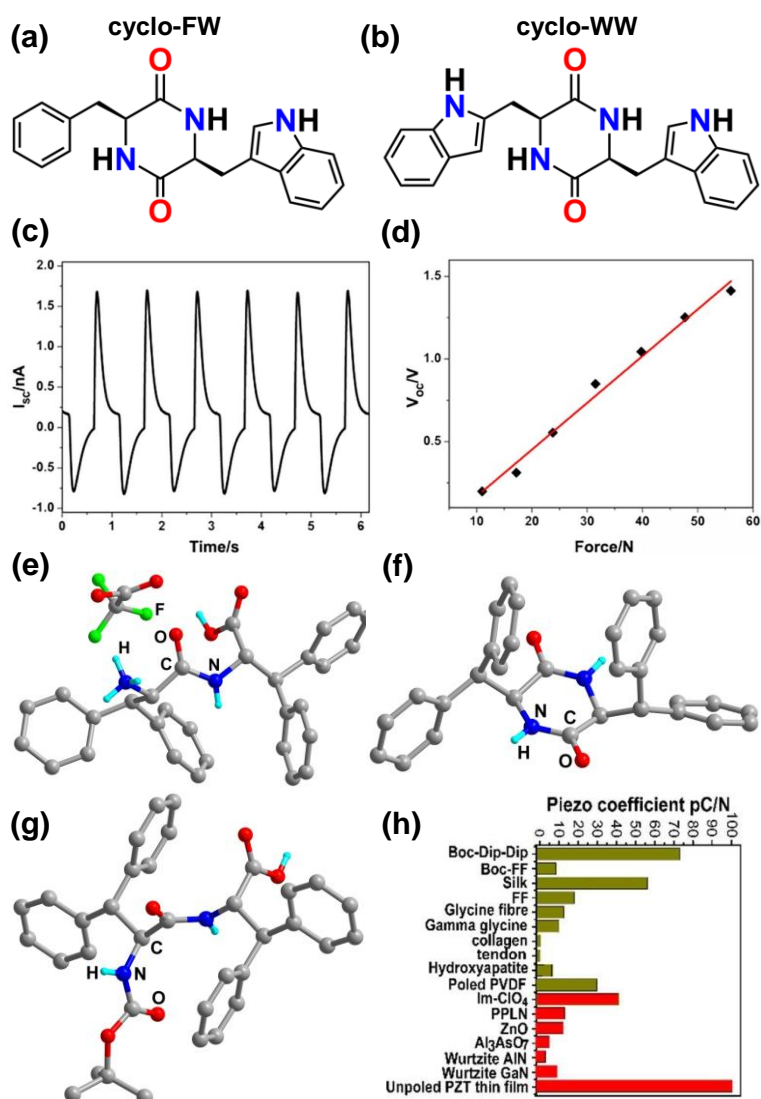 (a) cyclo-FW
(b) cyclo-WW
O
NH
HN
O
H
N
H
N
O
NH
HN
O
H
N
(c)
2.0
1.5
1.0
0.5
0.0
-0.5
-1.0
Isc/nA
0 1 2 3 4 5 6
Time/s
(d)
1.5
1.0
0.5
Voc/V
10 20 30 40 50 60
Force/N
(e)
F
O
H
C
N
(f)
N
C
H
O
(g)
C
H
N
O
(h)
Piezo coefficient pC/N
0 10 20 30 40 50 60 70 80 90 100
Boc-Dip-Dip
Boc-FF
Silk
FF
Glycine fibre
Gamma glycine
collagen
tendon
Hydroxyapatite
Poled PVDF
Im-ClO4
PPLN
ZnO
Al3AsO7
Wurtzite AlN
Wurtzite GaN
Unpoled PZT thin film